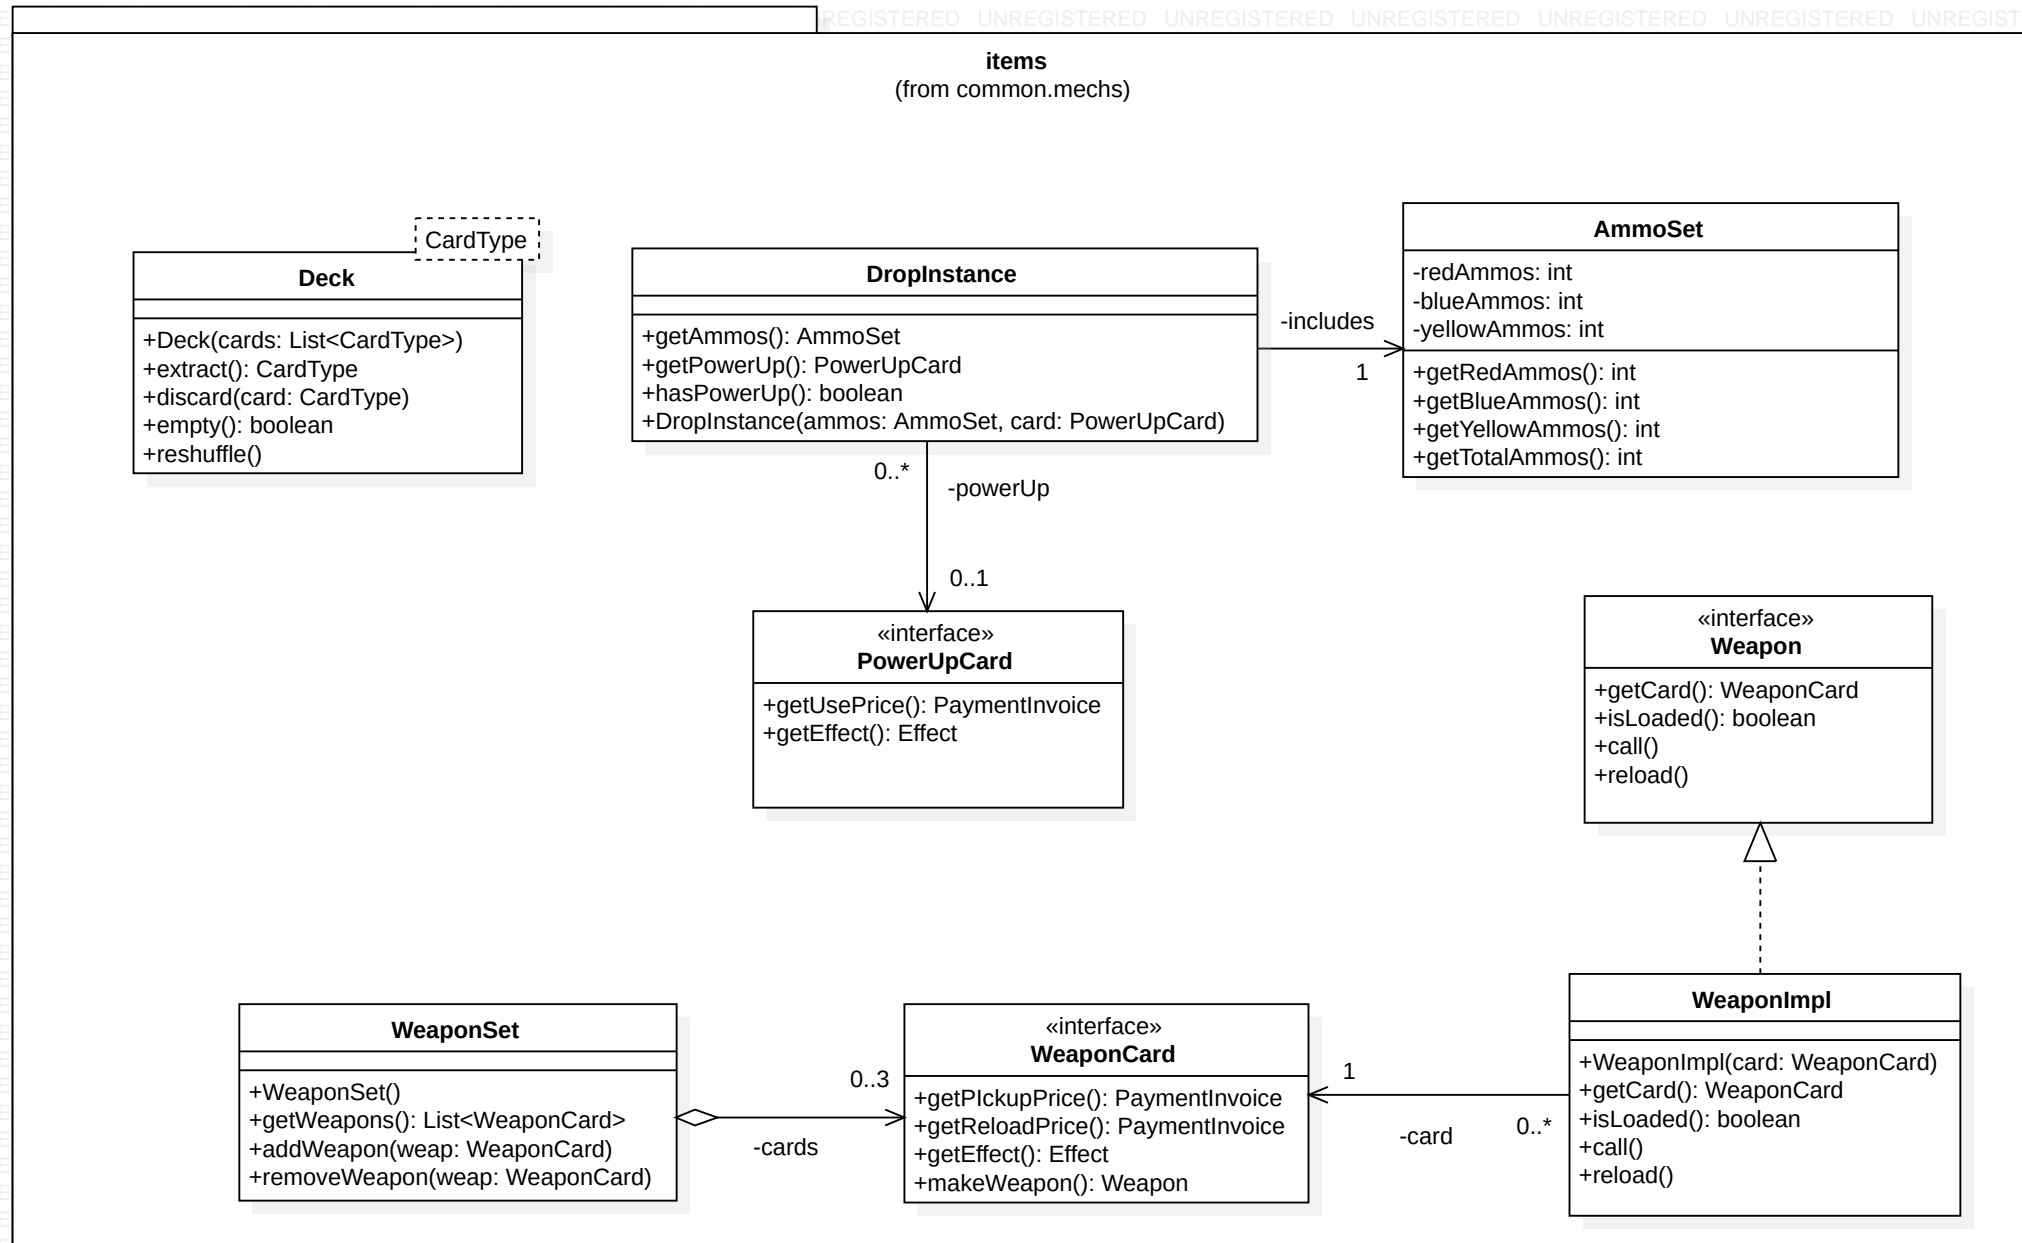 REGISTERED UNREGISTERED UNREGISTERED UNREGISTERED UNREGISTERED UNREGISTERED UNREGIST
items
(from common.mechs)
CardType
Deck
+Deck(cards: List<CardType>)
+extract(): CardType
+discard(card: CardType)
+empty(): boolean
+reshuffle()
DropInstance
+getAmmos(): AmmoSet
+getPowerUp(): PowerUpCard
+hasPowerUp(): boolean
+DropInstance(ammos: AmmoSet, card: PowerUpCard)
-includes
1
AmmoSet
-redAmmos: int
-blueAmmos: int
-yellowAmmos: int
+getRedAmmos(): int
+getBlueAmmos(): int
+getYellowAmmos(): int
+getTotalAmmos(): int
0..*
-powerUp
0..1
«interface»
PowerUpCard
+getUsePrice(): PaymentInvoice
+getEffect(): Effect
«interface»
Weapon
+getCard(): WeaponCard
+isLoaded(): boolean
+call()
+reload()
WeaponSet
+WeaponSet()
+getWeapons(): List<WeaponCard>
+addWeapon(weap: WeaponCard)
+removeWeapon(weap: WeaponCard)
0..3
-cards
«interface»
WeaponCard
+getPIckupPrice(): PaymentInvoice
+getReloadPrice(): PaymentInvoice
+getEffect(): Effect
+makeWeapon(): Weapon
1
-card
0..*
WeaponImpl
+WeaponImpl(card: WeaponCard)
+getCard(): WeaponCard
+isLoaded(): boolean
+call()
+reload()